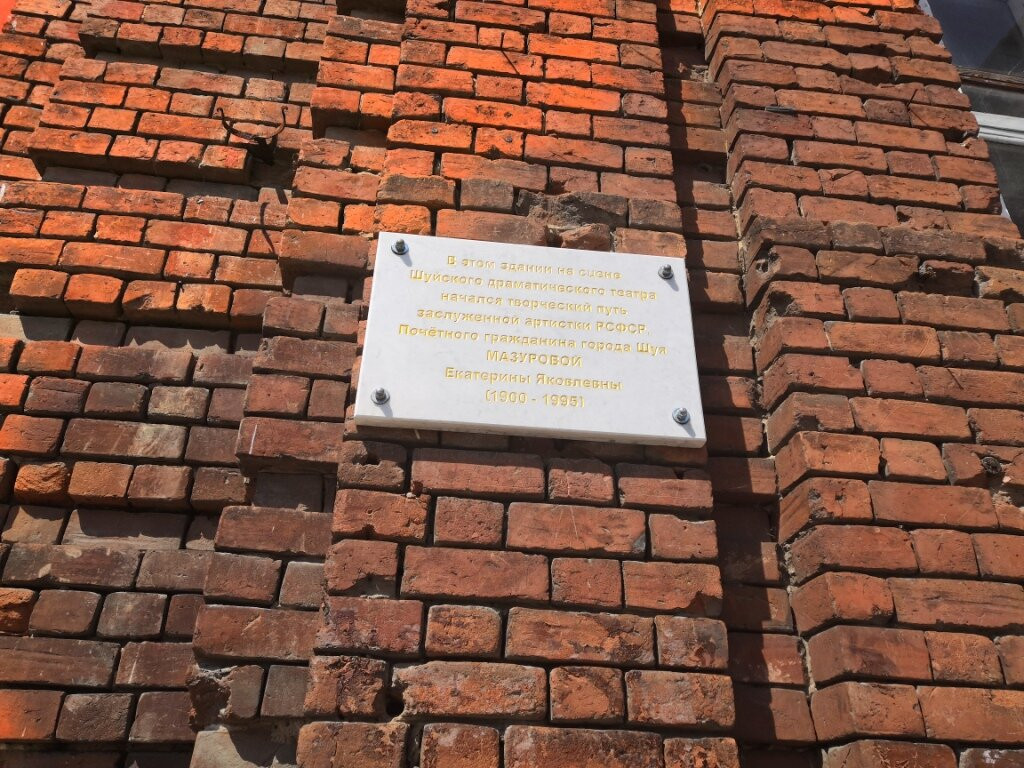 В этом здании на сцене
Шуйского драматического театра
начался творческий путь
заслуженной артистки РСФСР,
Почётного гражданина города Шуя
МАЗУРОВОЙ
Екатерины Яковлевны
(1900 - 1995)